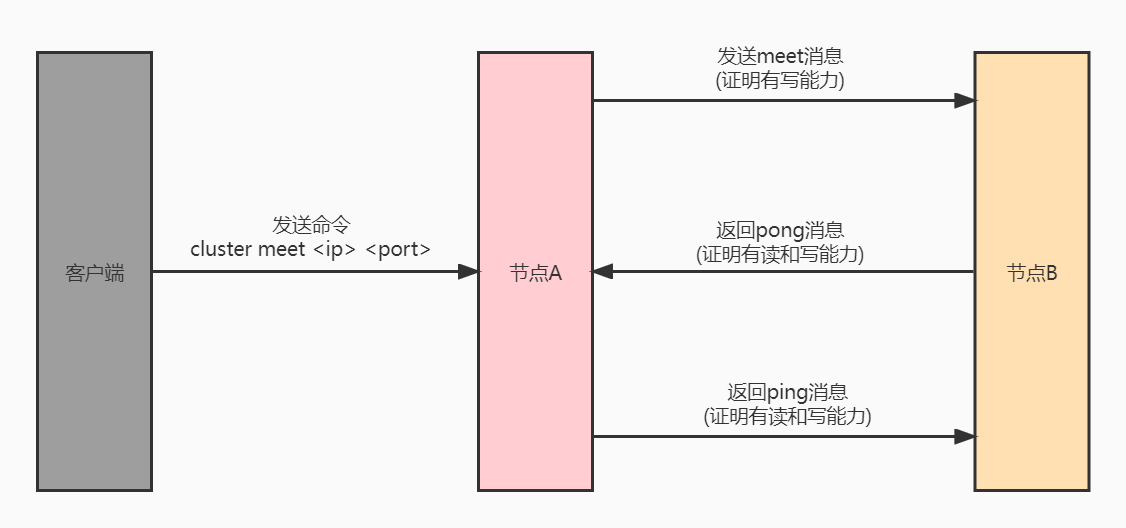 发送meet消息
(证明有写能力)
发送命令
cluster meet <ip> <port>
返回pong消息
(证明有读和写能力)
客户端
节点A
节点B
返回ping消息
(证明有读和写能力)